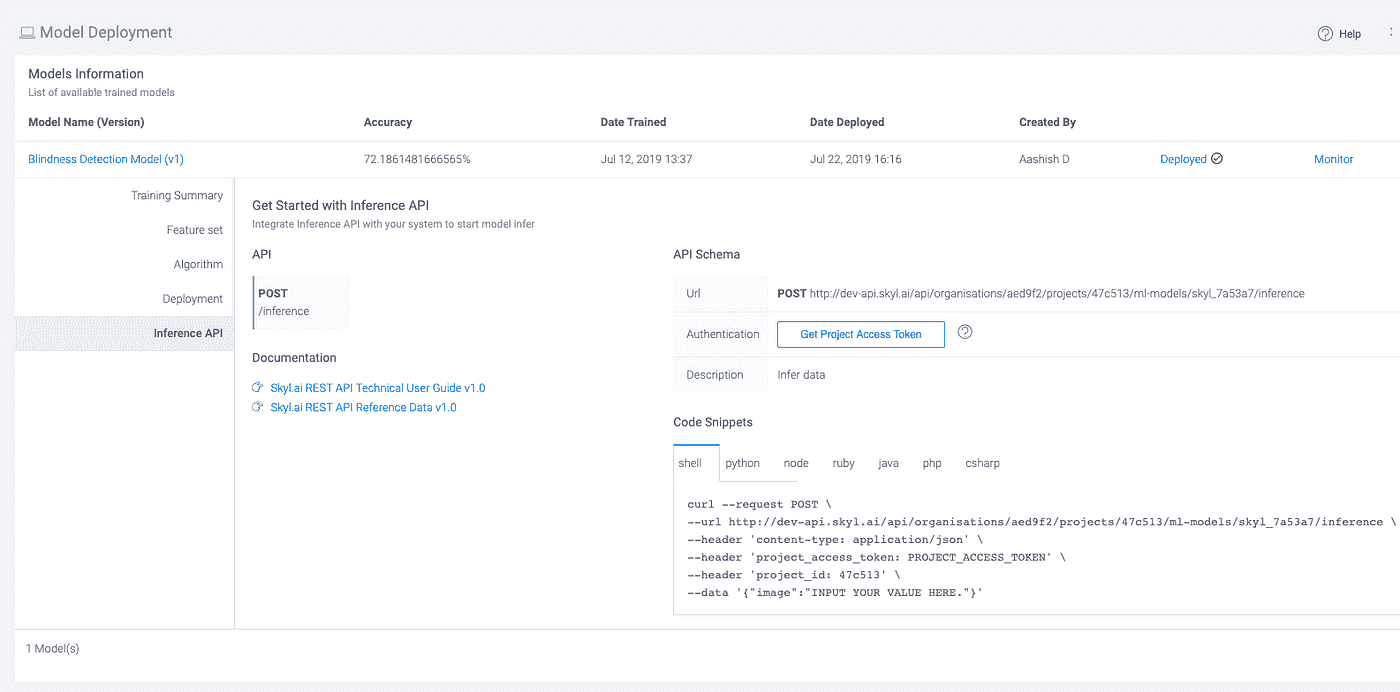 Model Deployment
Help
Models Information
List of available trained models
Model Name (Version) Accuracy Date Trained Date Deployed Created By
Blindness Detection Model (v1) 72.1861481666565% Jul 12, 2019 13:37 Jul 22, 2019 16:16 Aashish D Deployed Monitor
Training Summary
Feature set
Algorithm
Deployment
Inference API
Get Started with Inference API
Integrate Inference API with your system to start model infer
API
POST
/inference
Documentation
Skyl.ai REST API Technical User Guide v1.0
Skyl.ai REST API Reference Data v1.0
API Schema
Url POST http://dev-api.skyl.ai/api/organisations/aed9f2/projects/47c513/ml-models/skyl_7a53a7/inference
Authentication Get Project Access Token
Description Infer data
Code Snippets
shell python node ruby java php csharp
curl --request POST \
--url http://dev-api.skyl.ai/api/organisations/aed9f2/projects/47c513/ml-models/skyl_7a53a7/inference \
--header 'content-type: application/json' \
--header 'project_access_token: PROJECT_ACCESS_TOKEN' \
--header 'project_id: 47c513' \
--data '{"image":"INPUT YOUR VALUE HERE."}'
1 Model(s)